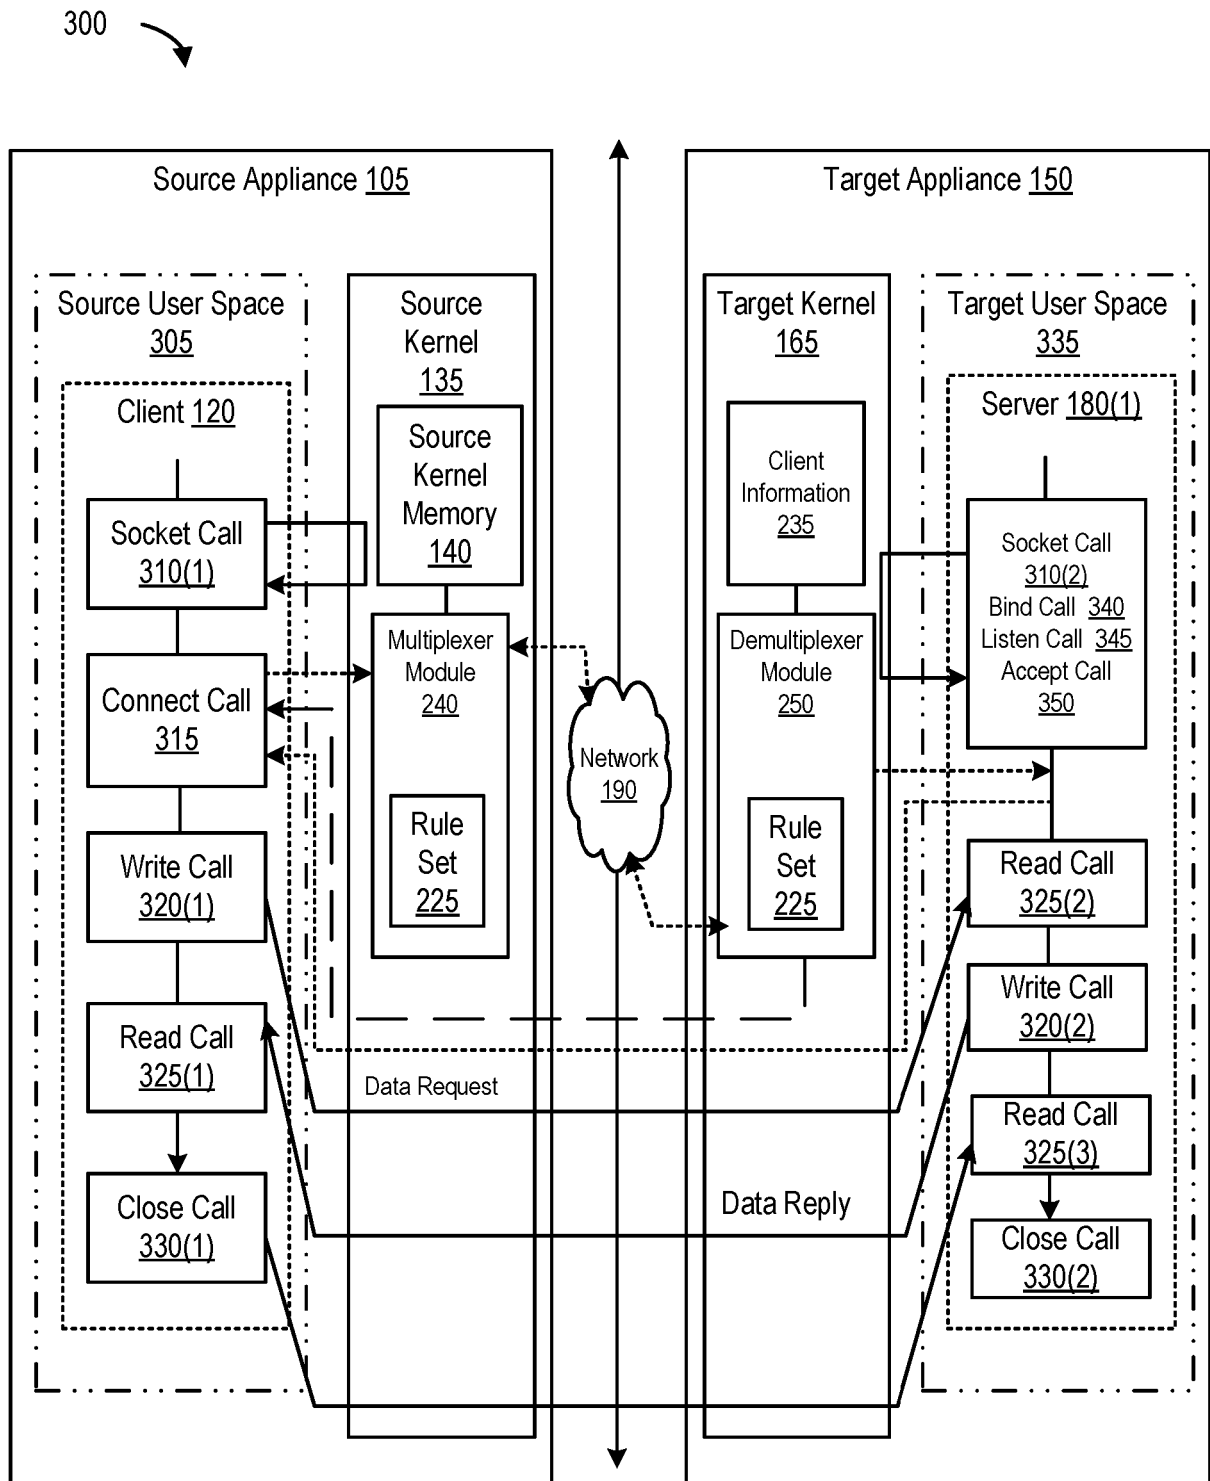 300
Source Appliance 105
Source User Space
305
Client 120
Socket Call
310(1)
Connect Call
315
Write Call
320(1)
Read Call
325(1)
Close Call
330(1)
Source
Kernel
135
Source
Kernel
Memory
140
Multiplexer
Module
240
Rule
Set
225
Data Request
Network
190
Target Appliance 150
Target Kernel
165
Client
Information
235
Demultiplexer
Module
250
Rule
Set
225
Data Reply
Target User Space
335
Server 180(1)
Socket Call
310(2)
Bind Call 340
Listen Call 345
Accept Call
350
Read Call
325(2)
Write Call
320(2)
Read Call
325(3)
Close Call
330(2)